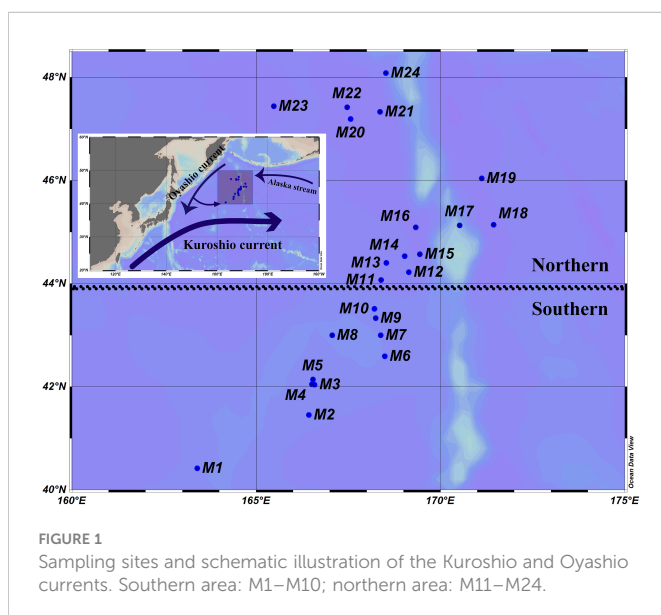 48°N
46°N
44°N
42°N
40°N
160°E
165°E
170°E
175°E
M24
M23
M22
M21
M20
M19
M18
M17
M16
M15
M14
M13
M12
M11
Northern
Southern
M10
M9
M8
M7
M6
M5
M4
M3
M2
M1
Oyashio current
Alaska stream
Kuroshio current
Ocean Data View
FIGURE 1
Sampling sites and schematic illustration of the Kuroshio and Oyashio
currents. Southern area: M1–M10; northern area: M11–M24.